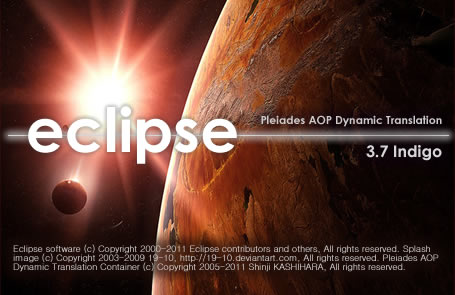 Pleiades AOP Dynamic Translation
eclipse
3.7 Indigo
Eclipse software (c) Copyright 2000-2011 Eclipse contributors and others, All rights reserved. Splash
image (c) Copyright 2003-2009 19-10, http://19-10.deviantart.com, All rights reserved. Pleiades AOP
Dynamic Translation Container (c) Copyright 2005-2011 Shinji KASHIHARA, All rights reserved.